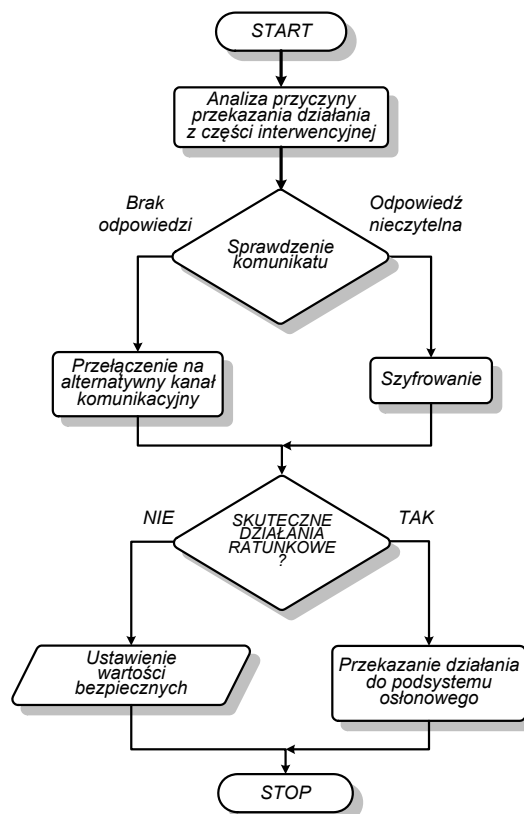 START
Analiza przyczyny
przekazania działania
z części interwencyjnej
Brak
odpowiedzi
Odpowiedź
nieczytelna
Sprawdzenie
komunikatu
Przełączenie na
alternatywny kanał
komunikacyjny
Szyfrowanie
NIE
SKUTECZNE
DZIAŁANIA
RATUNKOWE
?
TAK
Ustawienie
wartości
bezpiecznych
Przekazanie działania
do podsystemu
osłonowego
STOP